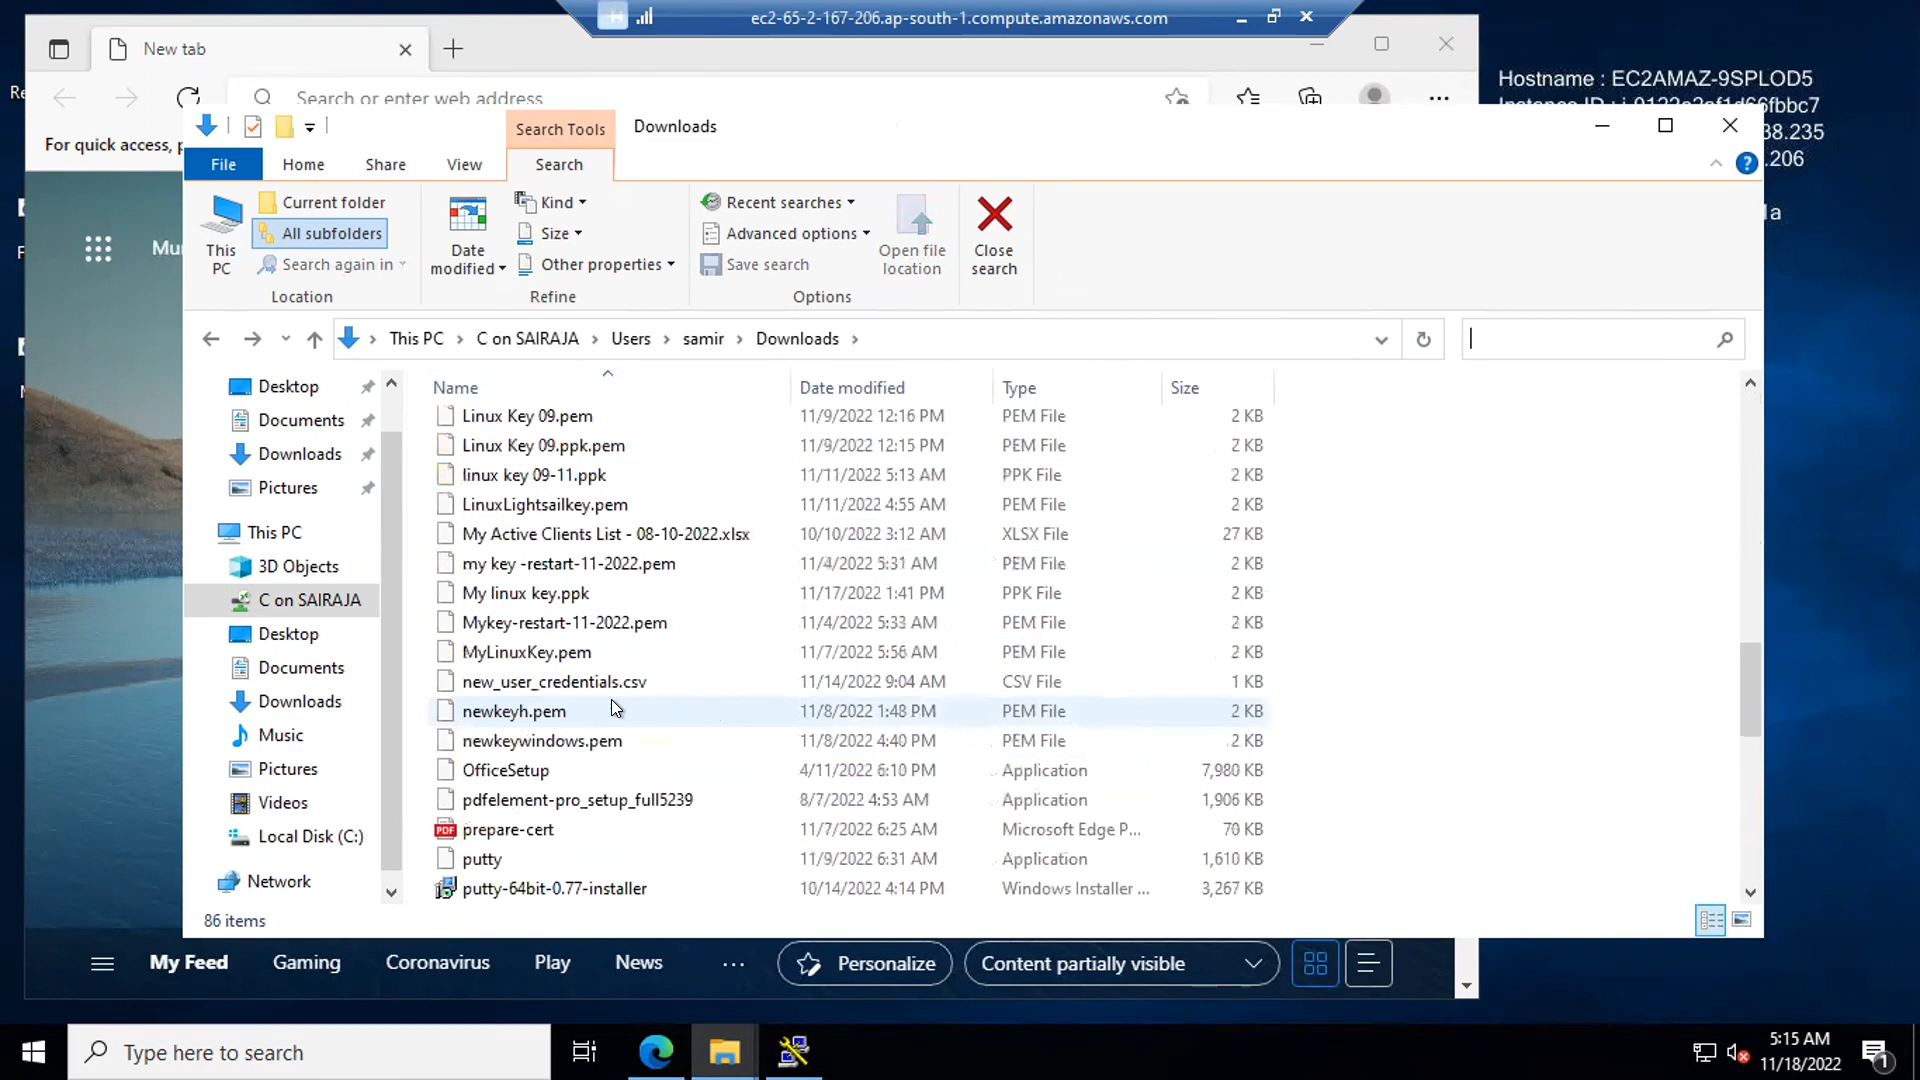 ec2-65-2-167-206.ap-south-1.compute.amazonaws.com
New tab
Search or enter web address
Hostname : EC2AMAZ-9SPLOD5
38.235
.206
For quick access, p
Search Tools
Downloads
File
Home
Share
View
Search
This PC
Current folder
All subfolders
Search again in
Location
Date modified
Kind
Size
Other properties
Refine
Recent searches
Advanced options
Save search
Open file location
Options
Close search
This PC > C on SAIRAJA > Users > samir > Downloads >
Desktop
Documents
Downloads
Pictures
This PC
3D Objects
C on SAIRAJA
Desktop
Documents
Downloads
Music
Pictures
Videos
Local Disk (C:)
Network
Name Date modified Type Size
Linux Key 09.pem 11/9/2022 12:16 PM PEM File 2 KB
Linux Key 09.ppk.pem 11/9/2022 12:15 PM PEM File 2 KB
linux key 09-11.ppk 11/11/2022 5:13 AM PPK File 2 KB
LinuxLightsailkey.pem 11/11/2022 4:55 AM PEM File 2 KB
My Active Clients List - 08-10-2022.xlsx 10/10/2022 3:12 AM XLSX File 27 KB
my key -restart-11-2022.pem 11/4/2022 5:31 AM PEM File 2 KB
My linux key.ppk 11/17/2022 1:41 PM PPK File 2 KB
Mykey-restart-11-2022.pem 11/4/2022 5:33 AM PEM File 2 KB
MyLinuxKey.pem 11/7/2022 5:56 AM PEM File 2 KB
new_user_credentials.csv 11/14/2022 9:04 AM CSV File 1 KB
newkeyh.pem 11/8/2022 1:48 PM PEM File 2 KB
newkeywindows.pem 11/8/2022 4:40 PM PEM File 2 KB
OfficeSetup 4/11/2022 6:10 PM Application 7,980 KB
pdfelement-pro_setup_full5239 8/7/2022 4:53 AM Application 1,906 KB
prepare-cert 11/7/2022 6:25 AM Microsoft Edge P... 70 KB
putty 11/9/2022 6:31 AM Application 1,610 KB
putty-64bit-0.77-installer 10/14/2022 4:14 PM Windows Installer ... 3,267 KB
86 items
My Feed
Gaming
Coronavirus
Play
News
...
Personalize
Content partially visible
Type here to search
5:15 AM
11/18/2022
1